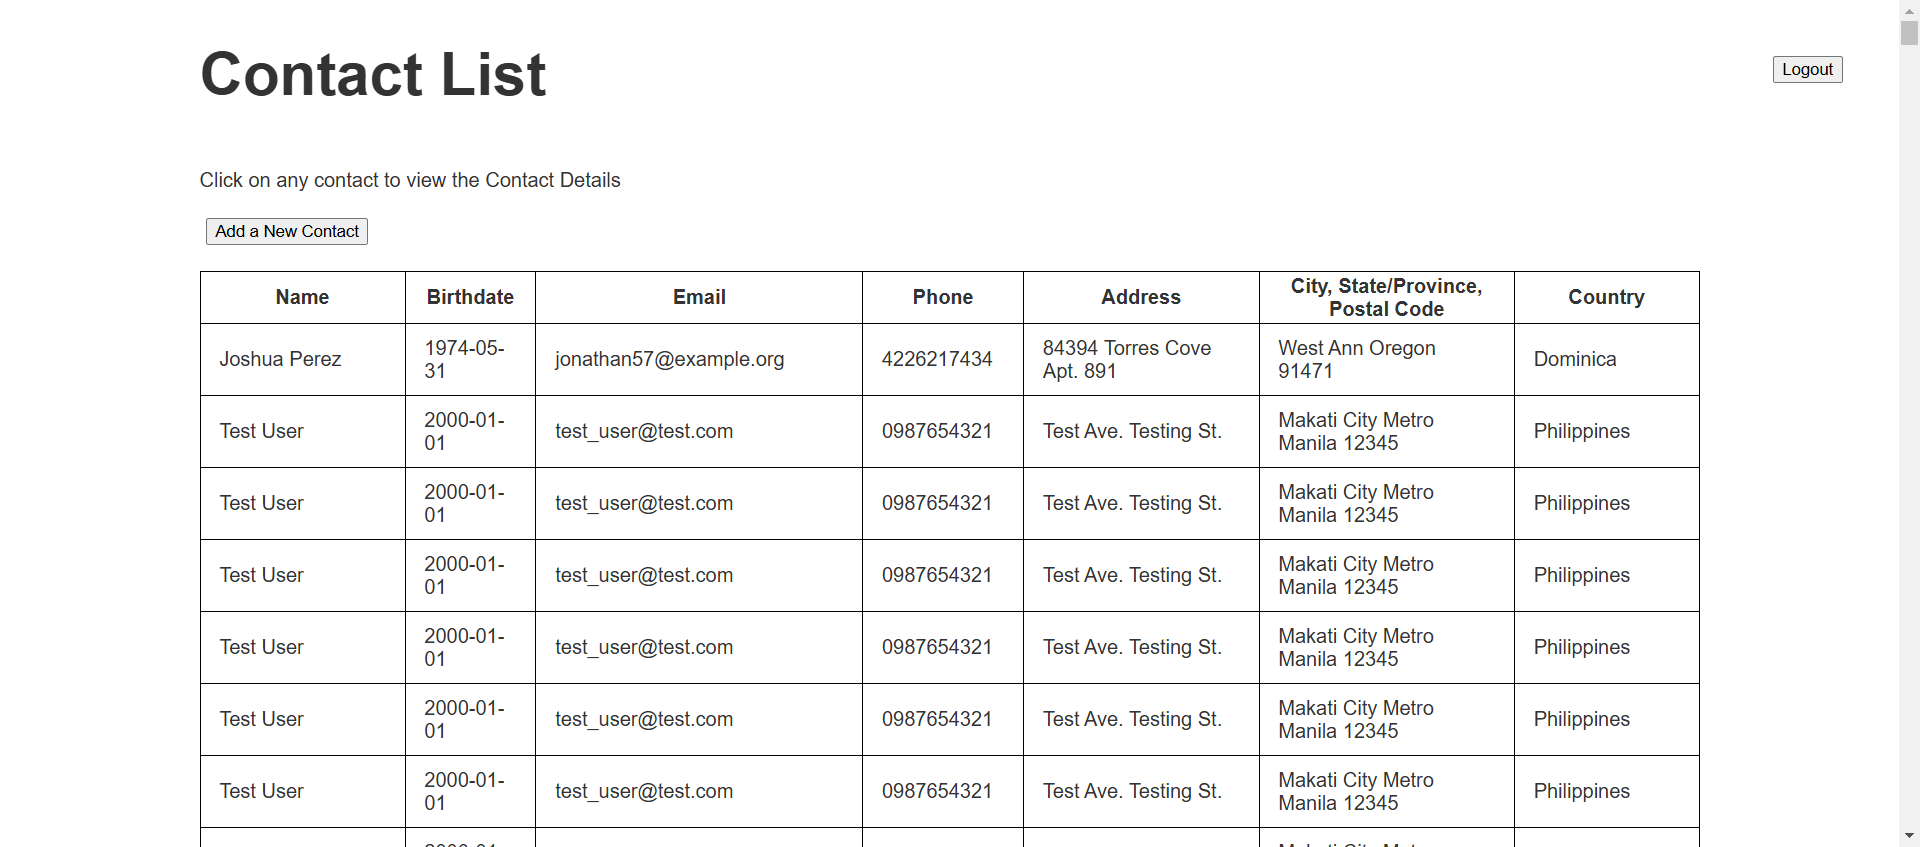 Contact List
Logout
Click on any contact to view the Contact Details
Add a New Contact
Name Birthdate Email Phone Address City, State/Province, Postal Code Country
Joshua Perez 1974-05-31 jonathan57@example.org 4226217434 84394 Torres Cove Apt. 891 West Ann Oregon 91471 Dominica
Test User 2000-01-01 test_user@test.com 0987654321 Test Ave. Testing St. Makati City Metro Manila 12345 Philippines
Test User 2000-01-01 test_user@test.com 0987654321 Test Ave. Testing St. Makati City Metro Manila 12345 Philippines
Test User 2000-01-01 test_user@test.com 0987654321 Test Ave. Testing St. Makati City Metro Manila 12345 Philippines
Test User 2000-01-01 test_user@test.com 0987654321 Test Ave. Testing St. Makati City Metro Manila 12345 Philippines
Test User 2000-01-01 test_user@test.com 0987654321 Test Ave. Testing St. Makati City Metro Manila 12345 Philippines
Test User 2000-01-01 test_user@test.com 0987654321 Test Ave. Testing St. Makati City Metro Manila 12345 Philippines